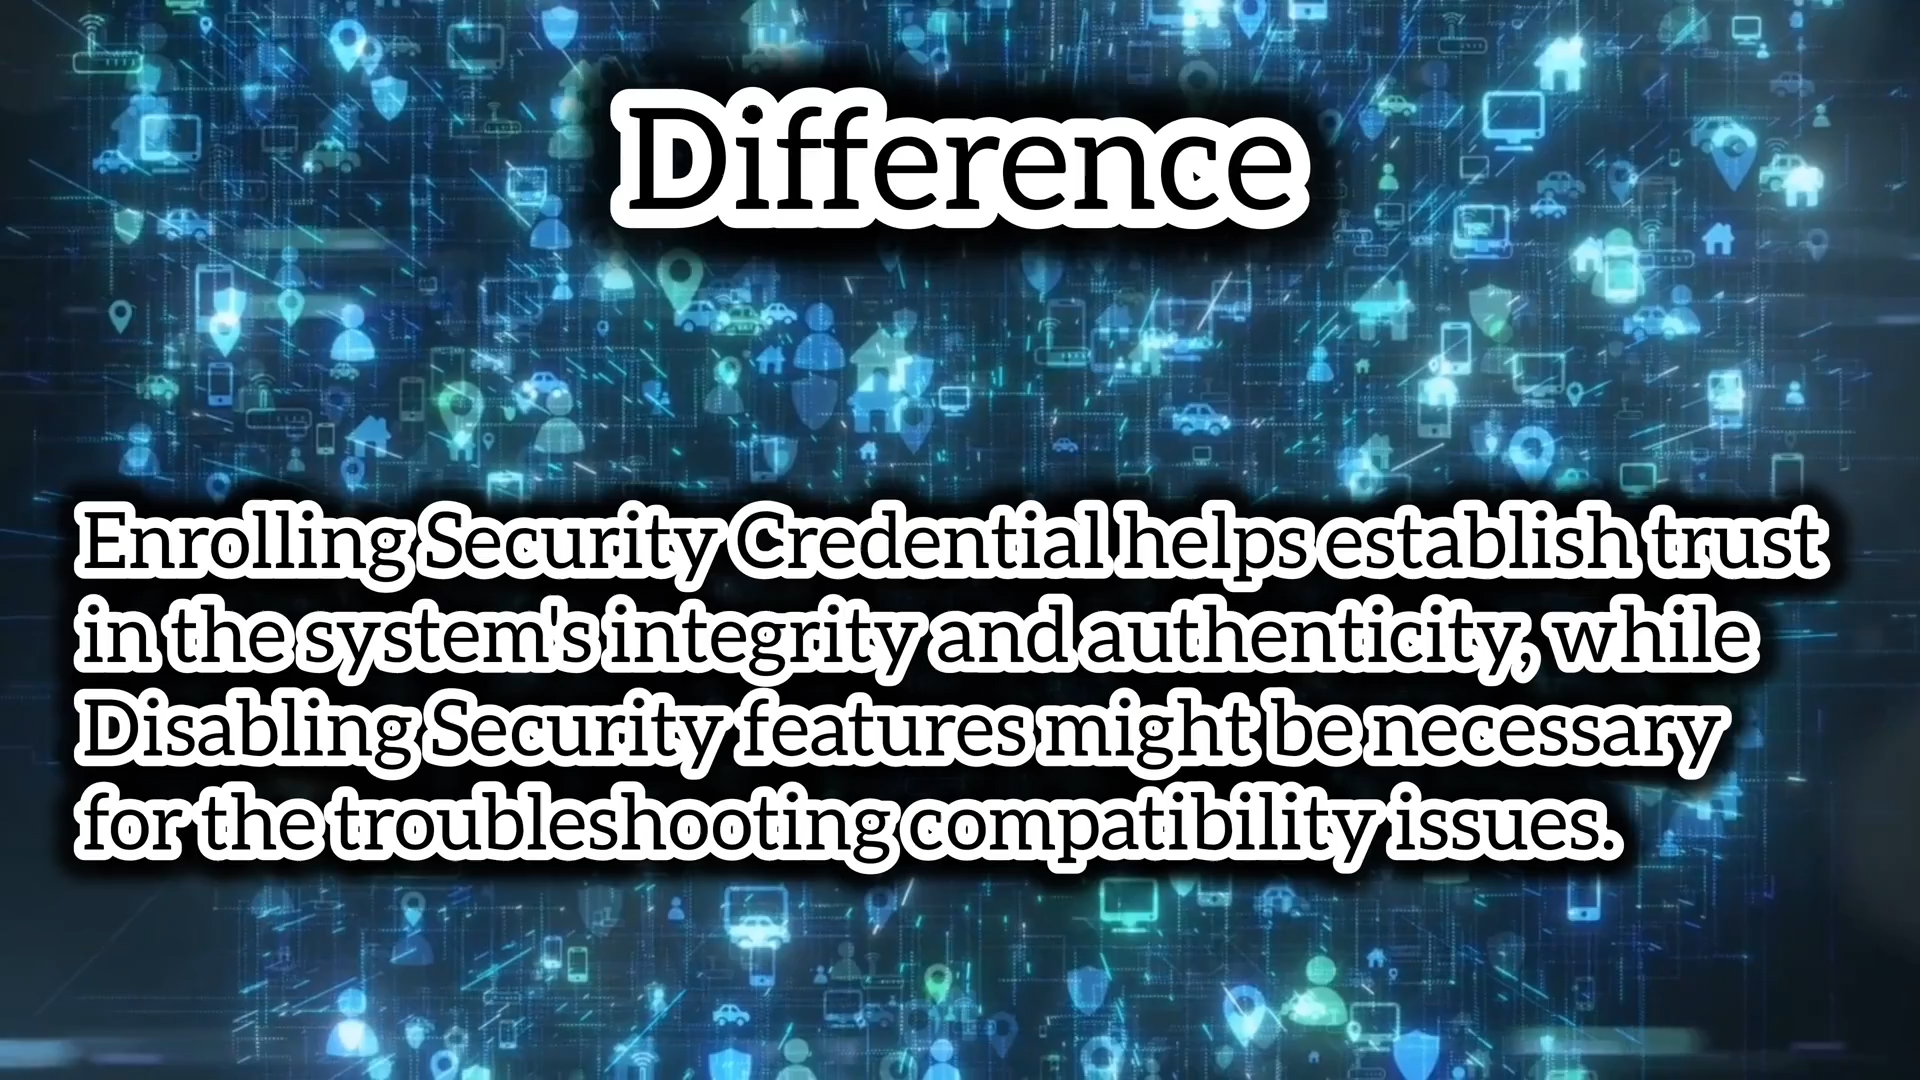 Difference
Enrolling Security Credential helps establish trust
in the system's integrity and authenticity, while
Disabling Security features might be necessary
for the troubleshooting compatibility issues.